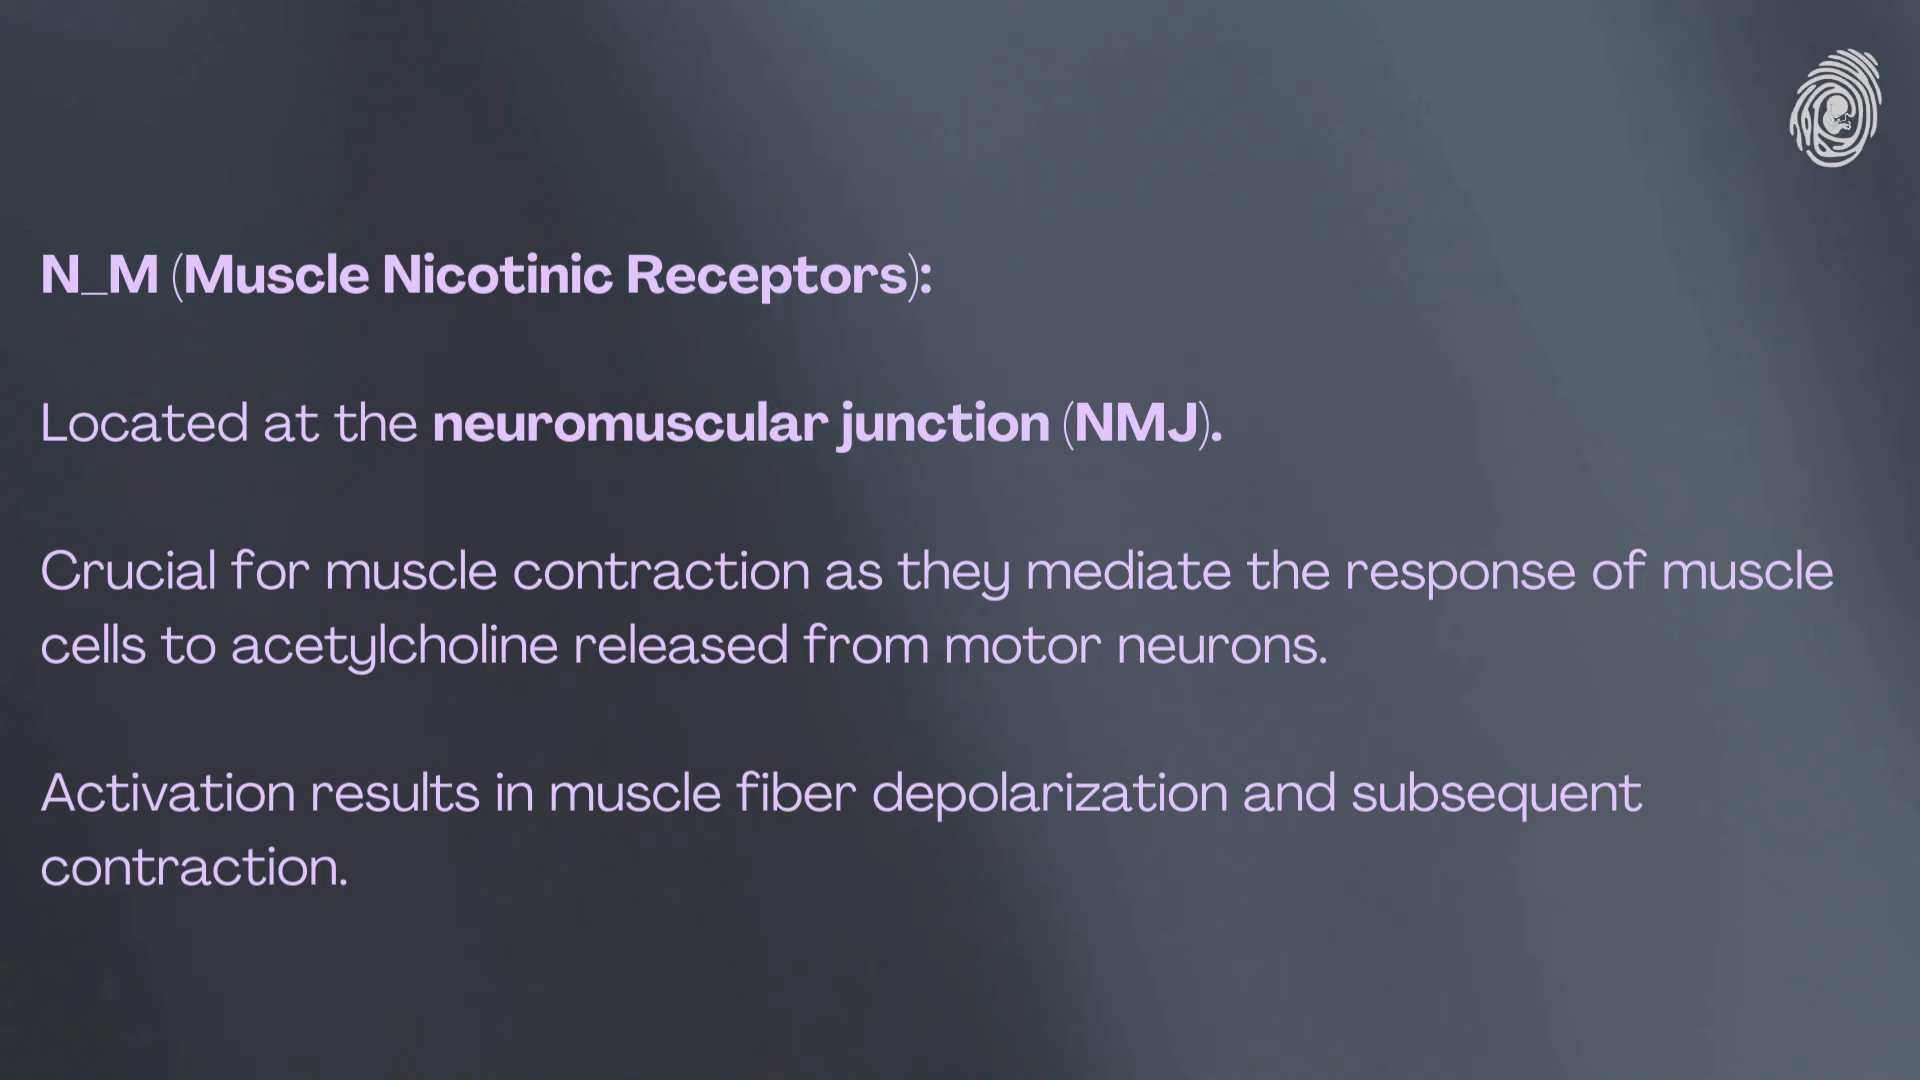 N_M (Muscle Nicotinic Receptors):
Located at the neuromuscular junction (NMJ).
Crucial for muscle contraction as they mediate the response of muscle
cells to acetylcholine released from motor neurons.
Activation results in muscle fiber depolarization and subsequent
contraction.